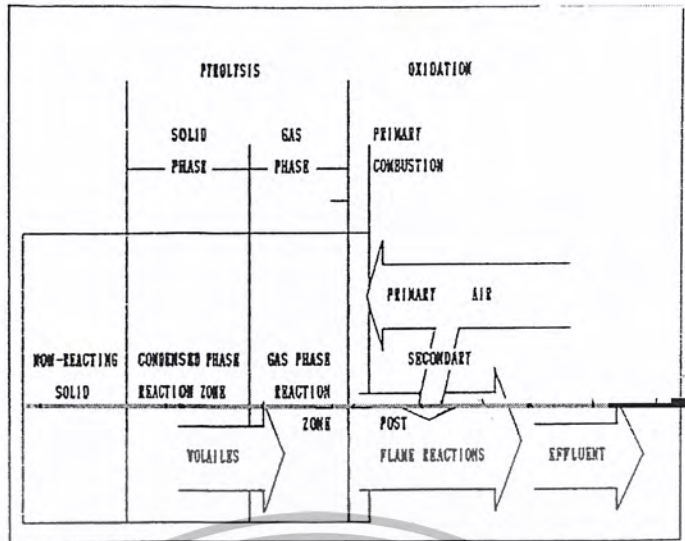 PYROLYSIS OXIDATION
SOLID GAS PRIMARY
PHASE PHASE COMBUSTION
PRIMARY AIR
NON-REACTING CONDENSED PHASE GAS PHASE SECONDARY
SOLID REACTION ZONE REACTION
ZONE POST
VOLAILES FLAME REACTIONS EFFLUENT